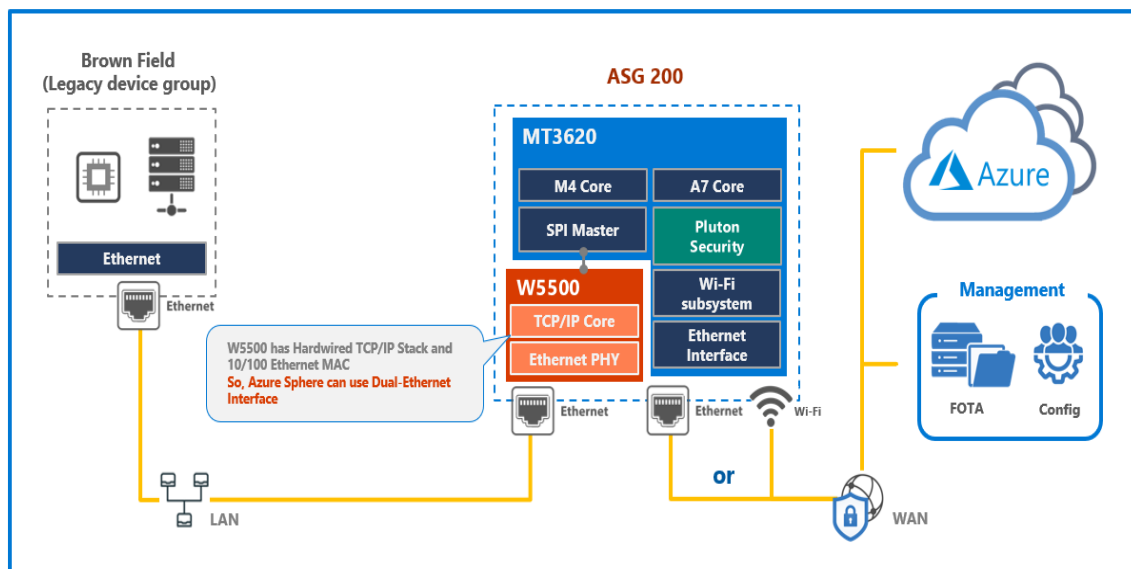 Brown Field
(Legacy device group)
Ethernet
Ethernet
ASG 200
MT3620
M4 Core
A7 Core
SPI Master
Pluton
Security
W5500
TCP/IP Core
Ethernet PHY
Wi-Fi
subsystem
Ethernet
Interface
W5500 has Hardwired TCP/IP Stack and
10/100 Ethernet MAC
So, Azure Sphere can use Dual-Ethernet
Interface
Ethernet
Ethernet
Wi-Fi
or
LAN
WAN
Azure
Management
FOTA
Config